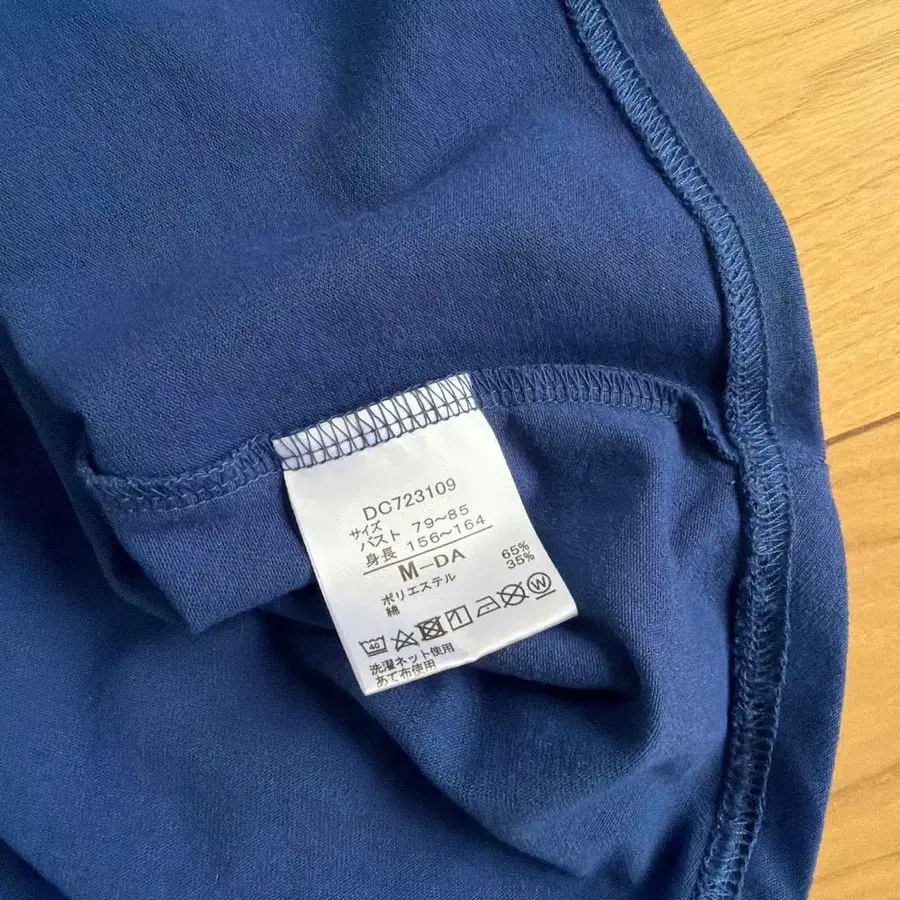 DC723109
サイズ
バスト 79〜85
身長 156〜164
M-DA
ポリエステル 65%
綿 35%
40
W
洗濯ネット使用
あて布使用